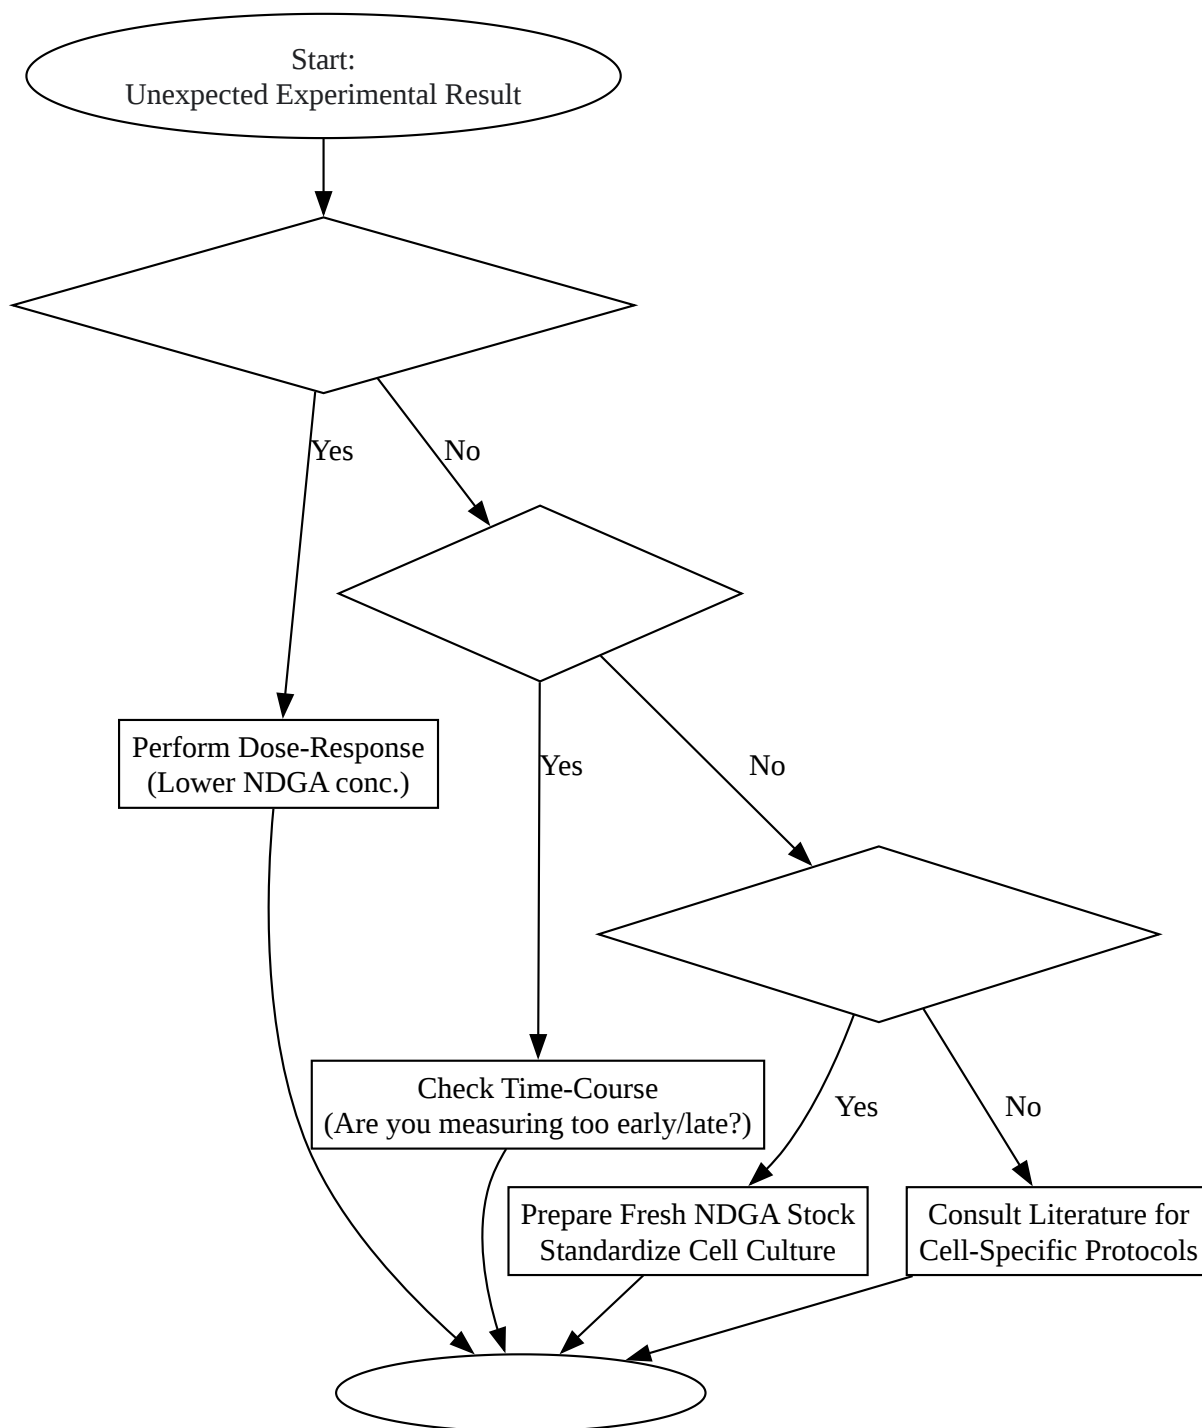 Start:
Unexpected Experimental Result
Yes
No
Perform Dose-Response
(Lower NDGA conc.)
Yes
No
Check Time-Course
(Are you measuring too early/late?)
Yes
No
Prepare Fresh NDGA Stock
Standardize Cell Culture
Consult Literature for
Cell-Specific Protocols